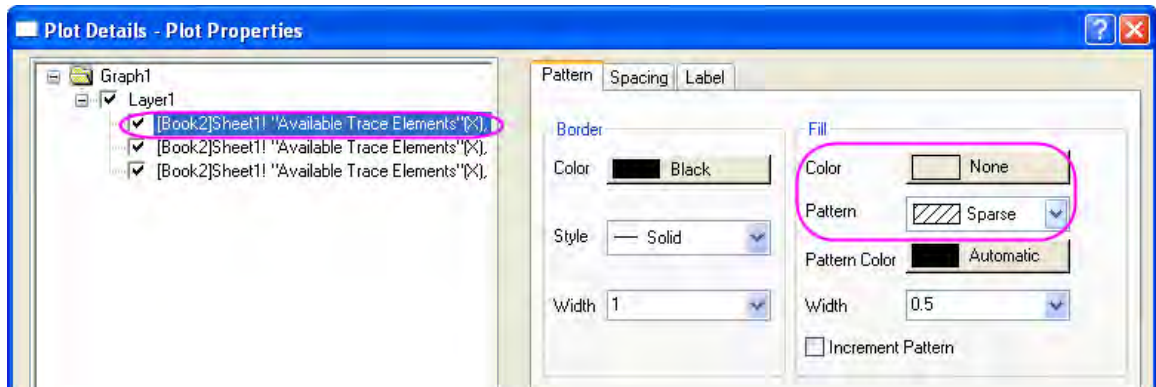 Plot Details - Plot Properties
Graph1
Layer1
[Book2]Sheet1! "Available Trace Elements"(X),
[Book2]Sheet1! "Available Trace Elements"(X),
[Book2]Sheet1! "Available Trace Elements"(X),
Pattern Spacing Label
Border
Color Black
Style Solid
Width 1
Fill
Color None
Pattern Sparse
Pattern Color Automatic
Width 0.5
Increment Pattern